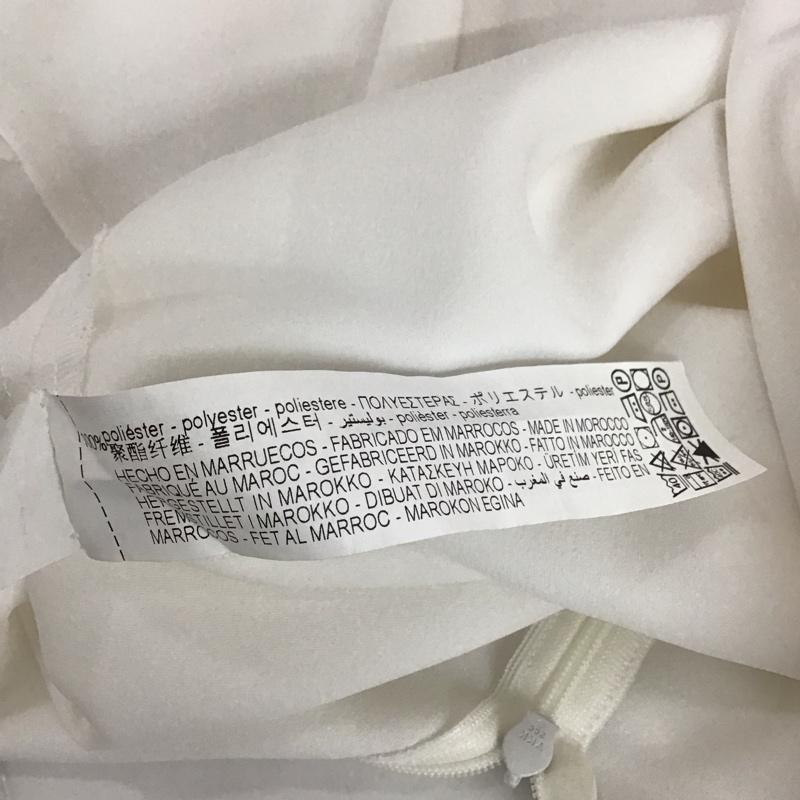 100% poliéster - polyester - poliestere - ΠΟΛΥΕΣΤΕΡΑΣ - ポリエステル - poliester
聚酯纤维 - 폴리에스터 - بوليستير - polièster - poliesterra
HECHO EN MARRUECOS - FABRICADO EM MARROCOS - MADE IN MOROCCO
FABRIQUÉ AU MAROC - GEFABRICEERD IN MAROKKO - FATTO IN MAROCCO
HERGESTELLT IN MAROKKO - ΚΑΤΑΣΚΕΥΗ ΜΑΡΟΚΟ - ÜRETİM YERİ FAS
FREMSTILLET I MAROKKO - DIBUAT DI MAROKO - صنع في المغرب - FEITO EN
MARROCOS - FET AL MARROC - MAROKON EGINA
YKK